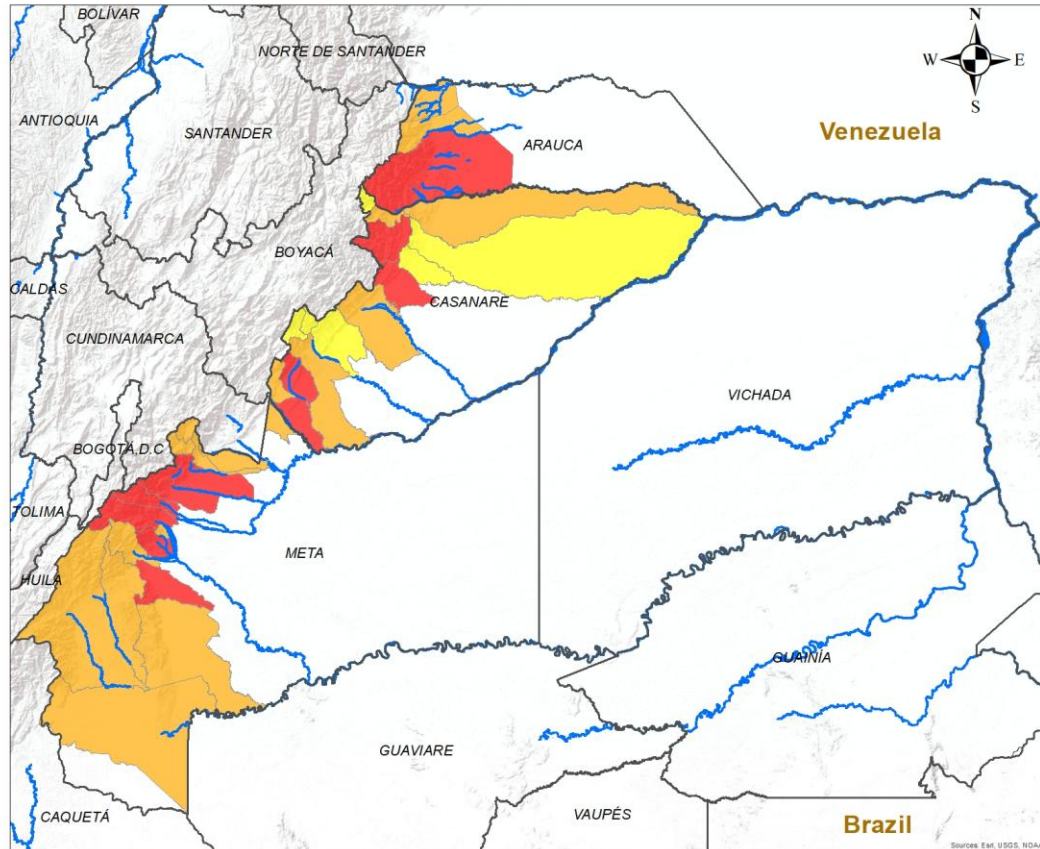 BOLÍVAR
NORTE DE SANTANDER
N
W E
S
ANTIOQUIA
SANTANDER
ARAUCA
Venezuela
BOYACÁ
CALDAS
CASANARE
CUNDINAMARCA
VICHADA
BOGOTÁ, D.C
TOLIMA
META
HUILA
GUAINÍA
GUAVIARE
CAQUETÁ
VAUPÉS
Brazil
Sources: Esri, USGS, NOAA